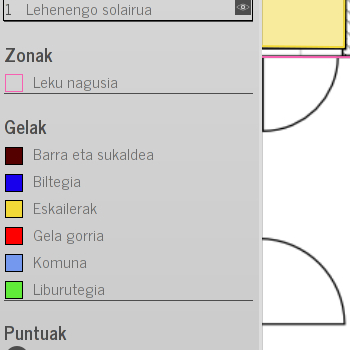 1 Lehenengo solairua
Zonak
Leku nagusia
Gelak
Barra eta sukaldea
Biltegia
Eskailerak
Gela gorria
Komuna
Liburutegia
Puntuak